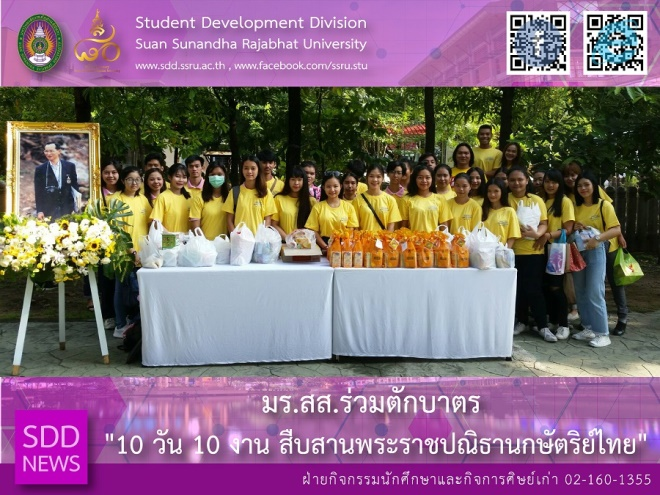 Student Development Division
Suan Sunandha Rajabhat University
www.sdd.ssru.ac.th , www.facebook.com/ssru.stu
มร.สส.ร่วมตักบาตร
"10 วัน 10 งาน สืบสานพระราชปณิธานกษัตริย์ไทย"
SDD
NEWS
ฝ่ายกิจกรรมนักศึกษาและกิจการศิษย์เก่า 02-160-1355